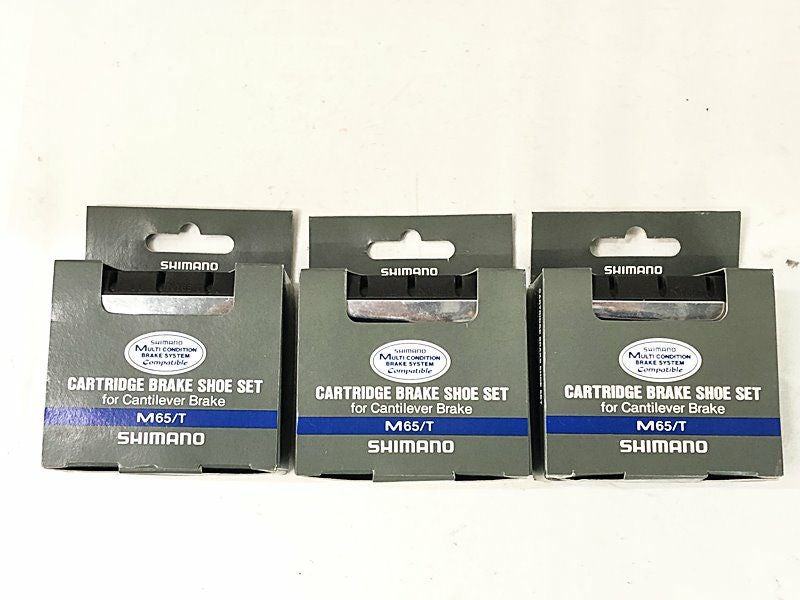 SHIMANO
SHIMANO
MULTI CONDITION
BRAKE SYSTEM
Compatible
CARTRIDGE BRAKE SHOE SET
for Cantilever Brake
M65/T
SHIMANO
SHIMANO
SHIMANO
MULTI CONDITION
BRAKE SYSTEM
Compatible
CARTRIDGE BRAKE SHOE SET
for Cantilever Brake
M65/T
SHIMANO
SHIMANO
SHIMANO
MULTI CONDITION
BRAKE SYSTEM
Compatible
CARTRIDGE BRAKE SHOE SET
for Cantilever Brake
M65/T
SHIMANO